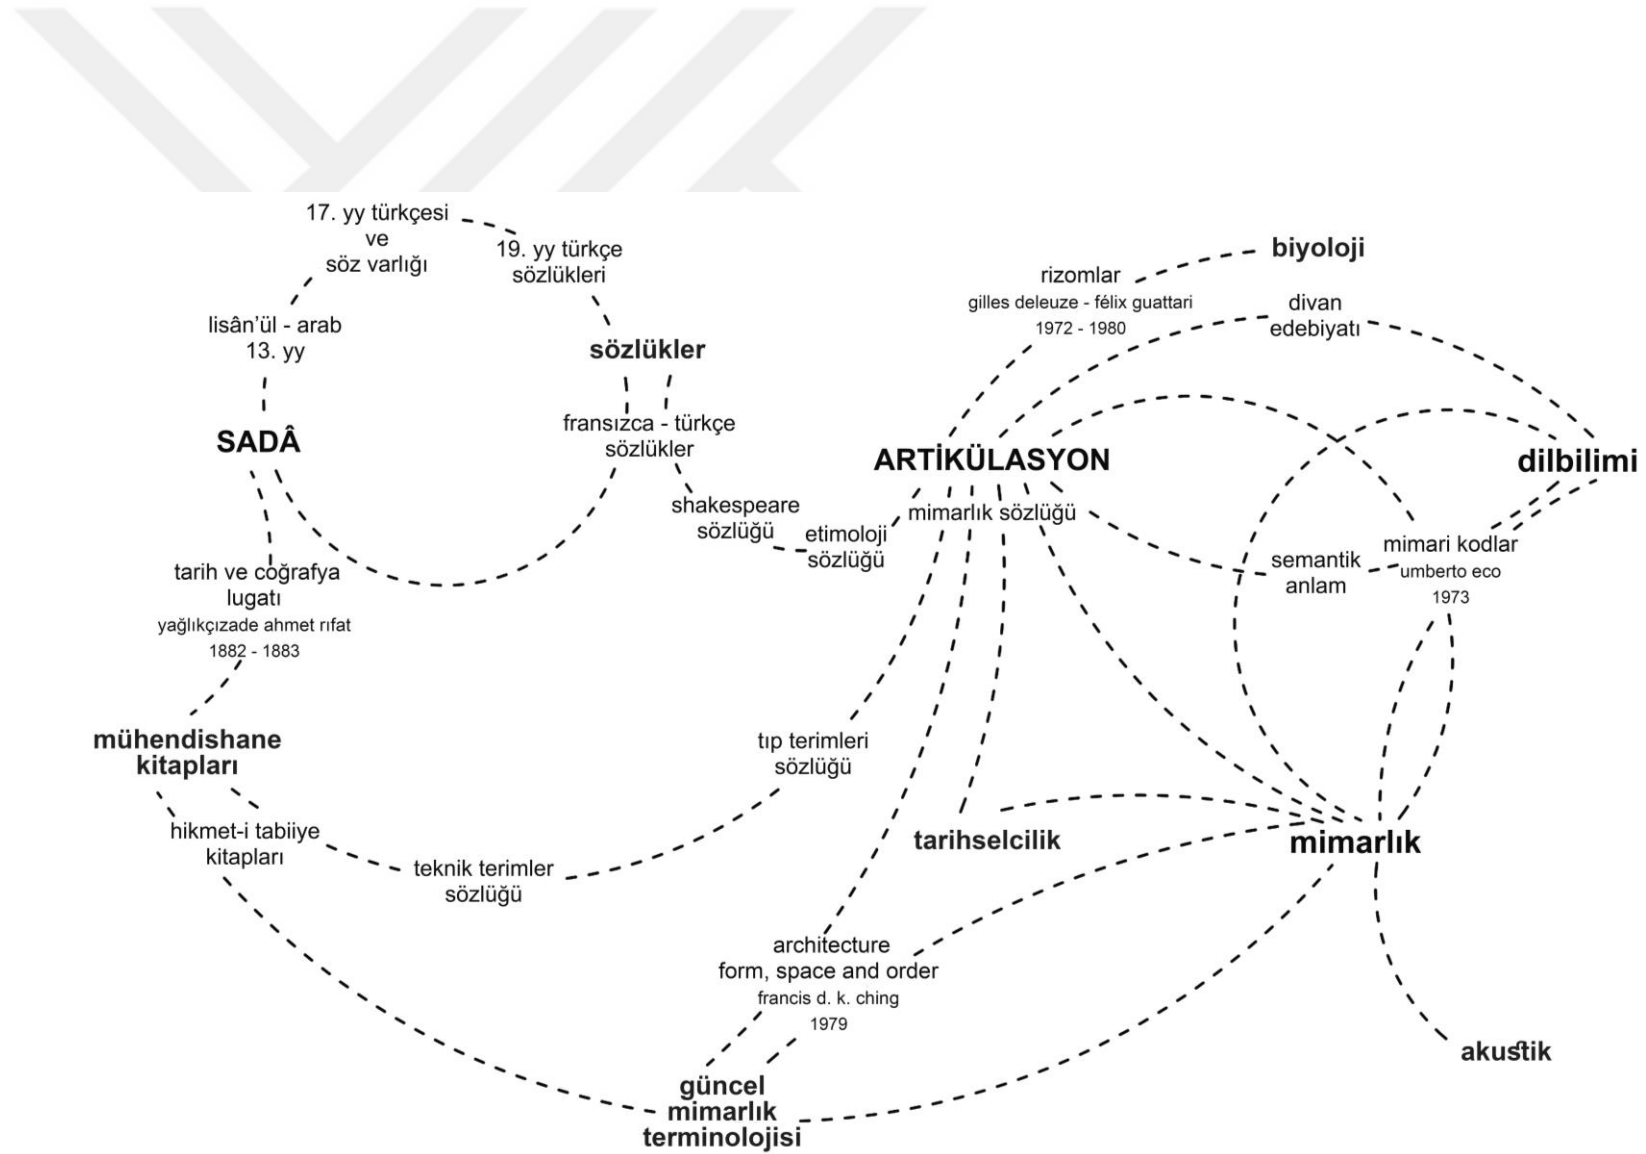 17. yy türkçesi
ve
söz varlığı
19. yy türkçe
sözlükleri
lisân'ül - arab
13. yy
sözlükler
SADÂ
fransızca - türkçe
sözlükler
shakespeare
sözlüğü
etimoloji
sözlüğü
tarih ve coğrafya
lugatı
yağlıkçızade ahmet rıfat
1882 - 1883
mühendishane
kitapları
hikmet-i tabiiye
kitapları
teknik terimler
sözlüğü
tıp terimleri
sözlüğü
biyoloji
rizomlar
gilles deleuze - félix guattari
1972 - 1980
divan
edebiyatı
ARTİKÜLASYON
mimarlık sözlüğü
dilbilimi
semantik
anlam
mimari kodlar
umberto eco
1973
tarihselcilik
mimarlık
architecture
form, space and order
francis d. k. ching
1979
güncel
mimarlık
terminolojisi
akustik